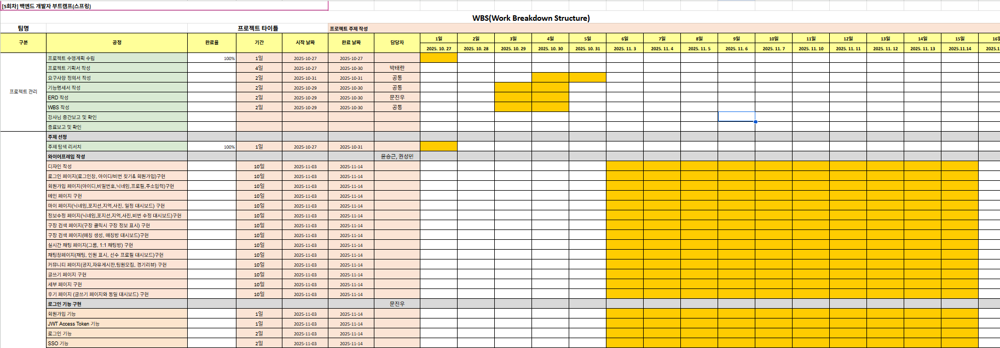 [5회차] 백엔드 개발자 부트캠프(스프링)
WBS(Work Breakdown Structure)
팀명 프로젝트 타이틀 프로젝트 주제 작성
구분 공정 완료율 기간 시작 날짜 완료 날짜 담당자 1일 2일 3일 4일 5일 6일 7일 8일 9일 10일 11일 12일 13일 14일 15일 16일
2025. 10. 27 2025. 10. 28 2025. 10. 29 2025. 10. 30 2025. 10. 31 2025. 11. 3 2025. 11. 4 2025. 11. 5 2025. 11. 6 2025. 11. 7 2025. 11. 10 2025. 11. 11 2025. 11. 12 2025. 11. 13 2025.11.14 2025.1
프로젝트 관리
프로젝트 수행계획 수립 100% 1일 2025-10-27 2025-10-27
프로젝트 기획서 작성 4일 2025-10-27 2025-10-30 박태란
요구사항 정의서 작성 2일 2025-10-31 2025-10-31 공통
기능명세서 작성 2일 2025-10-29 2025-10-30 공통
ERD 작성 2일 2025-10-29 2025-10-30 문진우
WBS 작성 2일 2025-10-29 2025-10-30 공통
강사님 중간보고 및 확인
종료보고 및 확인
주제 선정
주제 탐색 리서치 100% 1일 2025-10-27 2025-10-31
와이어프레임 작성 윤승근, 권성민
디자인 작성 10일 2025-11-03 2025-11-14
로그인 페이지(로그인창, 아이디/비번 찾기& 회원가입)구현 10일 2025-11-03 2025-11-14
회원가입 페이지(아이디,비밀번호,닉네임,프로필,주소입력)구현 10일 2025-11-03 2025-11-14
메인 페이지 구현 10일 2025-11-03 2025-11-14
마이 페이지(닉네임,포지션,지역,사진, 일정 대시보드) 구현 10일 2025-11-03 2025-11-14
정보수정 페이지(닉네임,포지션,지역,사진,비번 수정 대시보드)구현 10일 2025-11-03 2025-11-14
구장 검색 페이지(구장 클릭시 구장 정보 표시) 구현 10일 2025-11-03 2025-11-14
구장 검색 페이지(매칭 생성, 매칭방 대시보드)구현 10일 2025-11-03 2025-11-14
실시간 채팅 페이지(그룹, 1:1 채팅방) 구현 10일 2025-11-03 2025-11-14
채팅창페이지(채팅, 인원 표시, 선수 프로필 대시보드)구현 10일 2025-11-03 2025-11-14
커뮤니티 페이지(공지,자유게시판,팀원모집, 경기리뷰) 구현 10일 2025-11-03 2025-11-14
글쓰기 페이지 구현 10일 2025-11-03 2025-11-14
세부 페이지 구현 10일 2025-11-03 2025-11-14
후기 페이지 (글쓰기 페이지와 동일 대시보드) 구현 10일 2025-11-03 2025-11-14
로그인 기능 구현 문진우
회원가입 기능 1일 2025-11-03 2025-11-14
JWT Access Token 기능 1일 2025-11-03 2025-11-14
로그인 기능 2일 2025-11-03 2025-11-14
SSO 기능 2일 2025-11-03 2025-11-14